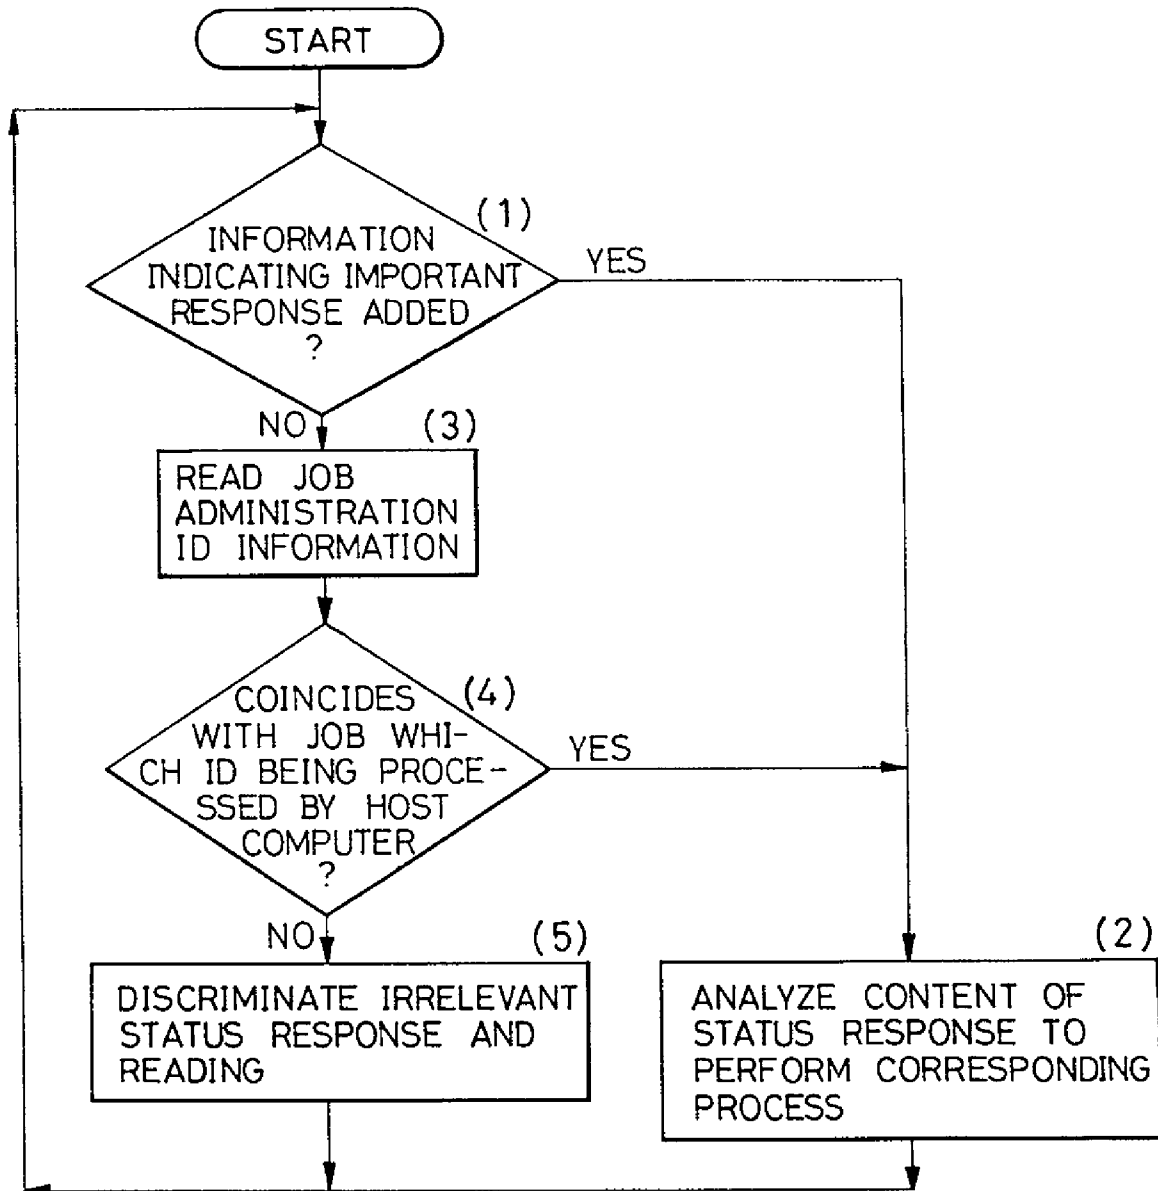 START
(1)
INFORMATION
INDICATING IMPORTANT
RESPONSE ADDED
?
YES
NO
(3)
READ JOB
ADMINISTRATION
ID INFORMATION
(4)
COINCIDES
WITH JOB WHI-
CH ID BEING PROCE-
SSED BY HOST
COMPUTER
?
YES
NO
(5)
DISCRIMINATE IRRELEVANT
STATUS RESPONSE AND
READING
(2)
ANALYZE CONTENT OF
STATUS RESPONSE TO
PERFORM CORRESPONDING
PROCESS